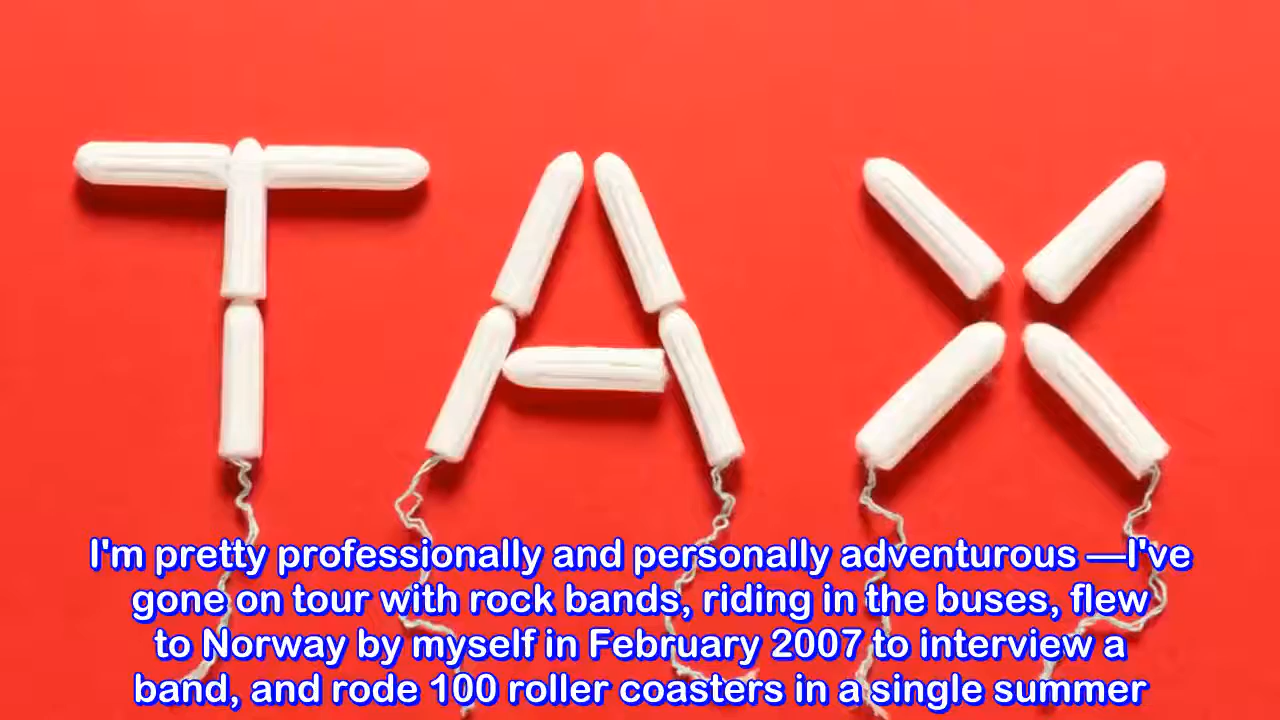 TAX
I'm pretty professionally and personally adventurous —I've
gone on tour with rock bands, riding in the buses, flew
to Norway by myself in February 2007 to interview a
band, and rode 100 roller coasters in a single summer